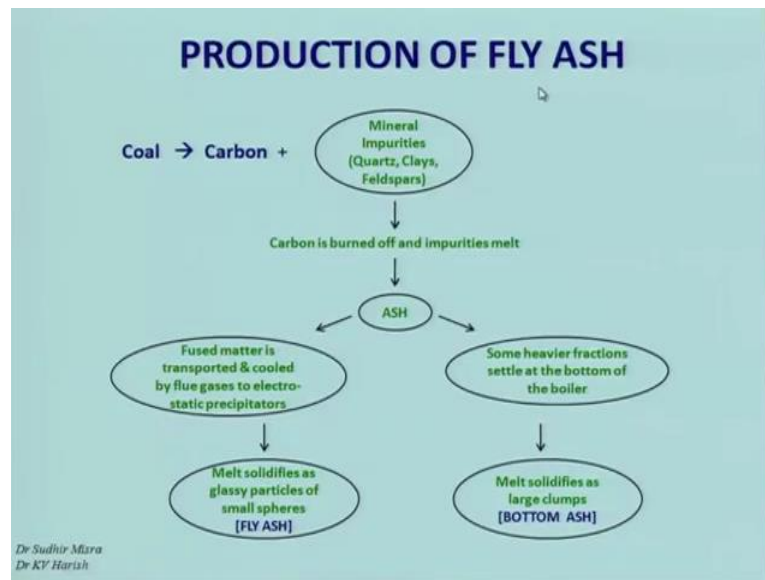 PRODUCTION OF FLY ASH
Coal → Carbon +
Mineral
Impurities
(Quartz, Clays,
Feldspars)
Carbon is burned off and impurities melt
ASH
Fused matter is
transported & cooled
by flue gases to electro-
static precipitators
Some heavier fractions
settle at the bottom of
the boiler
Melt solidifies as
glassy particles of
small spheres
[FLY ASH]
Melt solidifies as
large clumps
[BOTTOM ASH]
Dr Sudhir Misra
Dr KV Harish